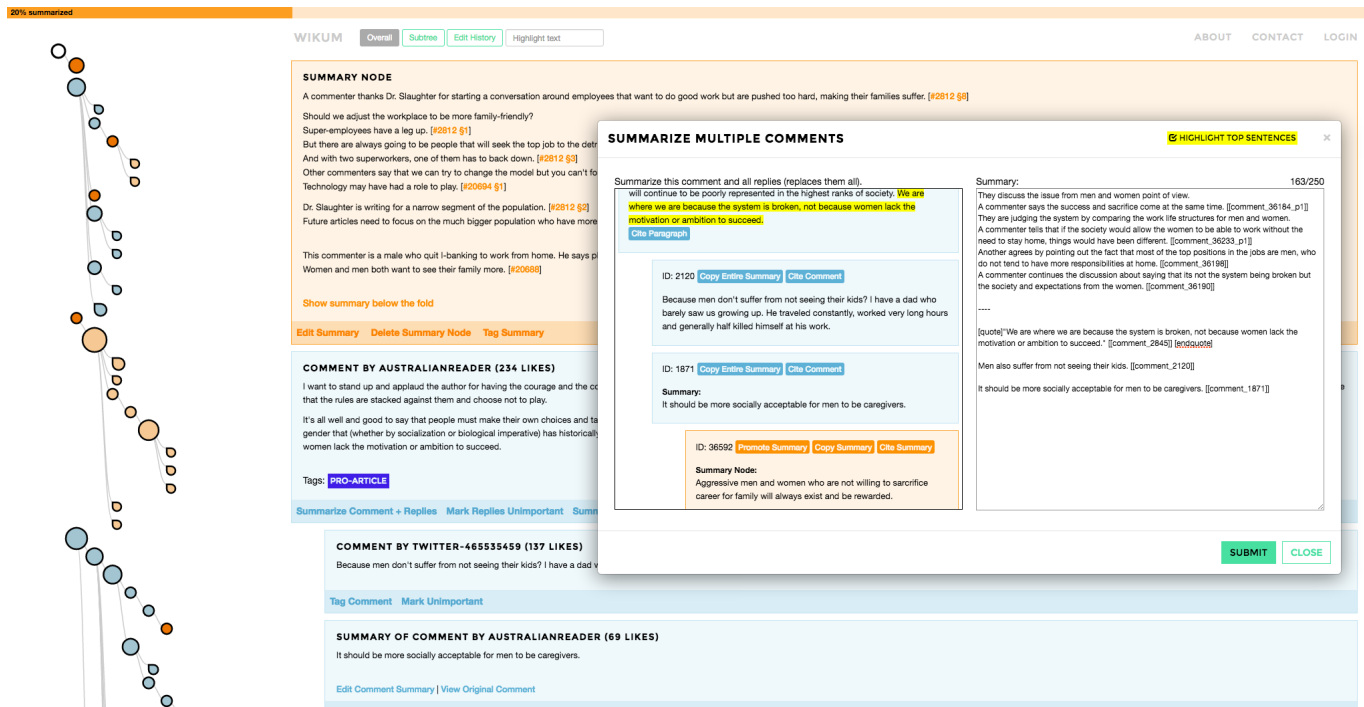 20% summarized
WIKUM Overall Subtree Edit History Highlight text ABOUT CONTACT LOGIN
SUMMARY NODE
A commenter thanks Dr. Slaughter for starting a conversation around employees that want to do good work but are pushed too hard, making their families suffer. [#2812 §8]
Should we adjust the workplace to be more family-friendly?
Super-employees have a leg up. [#2812 §1]
But there are always going to be people that will seek the top job to the detr
And with two superworkers, one of them has to back down. [#2812 §3]
Other commenters say that we can try to change the model but you can't fo
Technology may have had a role to play. [#20694 §1]
Dr. Slaughter is writing for a narrow segment of the population. [#2812 §2]
Future articles need to focus on the much bigger population who have more
This commenter is a male who quit I-banking to work from home. He says pl
Women and men both want to see their family more. [#20688]
Show summary below the fold
Edit Summary Delete Summary Node Tag Summary
COMMENT BY AUSTRALIANREADER (234 LIKES)
I want to stand up and applaud the author for having the courage and the co
that the rules are stacked against them and choose not to play.
It's all well and good to say that people must make their own choices and ta
gender that (whether by socialization or biological imperative) has historically
women lack the motivation or ambition to succeed.
Tags: PRO-ARTICLE
Summarize Comment + Replies Mark Replies Unimportant Summ
COMMENT BY TWITTER-465535459 (137 LIKES)
Because men don't suffer from not seeing their kids? I have a dad w
Tag Comment Mark Unimportant
SUMMARY OF COMMENT BY AUSTRALIANREADER (69 LIKES)
It should be more socially acceptable for men to be caregivers.
Edit Comment Summary | View Original Comment
SUMMARIZE MULTIPLE COMMENTS HIGHLIGHT TOP SENTENCES ×
Summarize this comment and all replies (replaces them all).
will continue to be poorly represented in the highest ranks of society. We are
where we are because the system is broken, not because women lack the
motivation or ambition to succeed.
Cite Paragraph
ID: 2120 Copy Entire Summary Cite Comment
Because men don't suffer from not seeing their kids? I have a dad who
barely saw us growing up. He traveled constantly, worked very long hours
and generally half killed himself at his work.
ID: 1871 Copy Entire Summary Cite Comment
Summary:
It should be more socially acceptable for men to be caregivers.
ID: 36592 Promote Summary Copy Summary Cite Summary
Summary Node:
Aggressive men and women who are not willing to sarcrifice
career for family will always exist and be rewarded.
Summary: 163/250
They discuss the issue from men and women point of view.
A commenter says the success and sacrifice come at the same time. [[comment_36184_p1]]
They are judging the system by comparing the work life structures for men and women.
A commenter tells that if the society would allow the women to be able to work without the
need to stay home, things would have been different. [[comment_36233_p1]]
Another agrees by pointing out the fact that most of the top positions in the jobs are men, who
do not tend to have more responsibilities at home. [[comment_36198]]
A commenter continues the discussion about saying that its not the system being broken but
the society and expectations from the women. [[comment_36190]]
----
[quote]"We are where we are because the system is broken, not because women lack the
motivation or ambition to succeed." [[comment_2845]] [endquote]
Men also suffer from not seeing their kids. [[comment_2120]]
It should be more socially acceptable for men to be caregivers. [[comment_1871]]
SUBMIT CLOSE